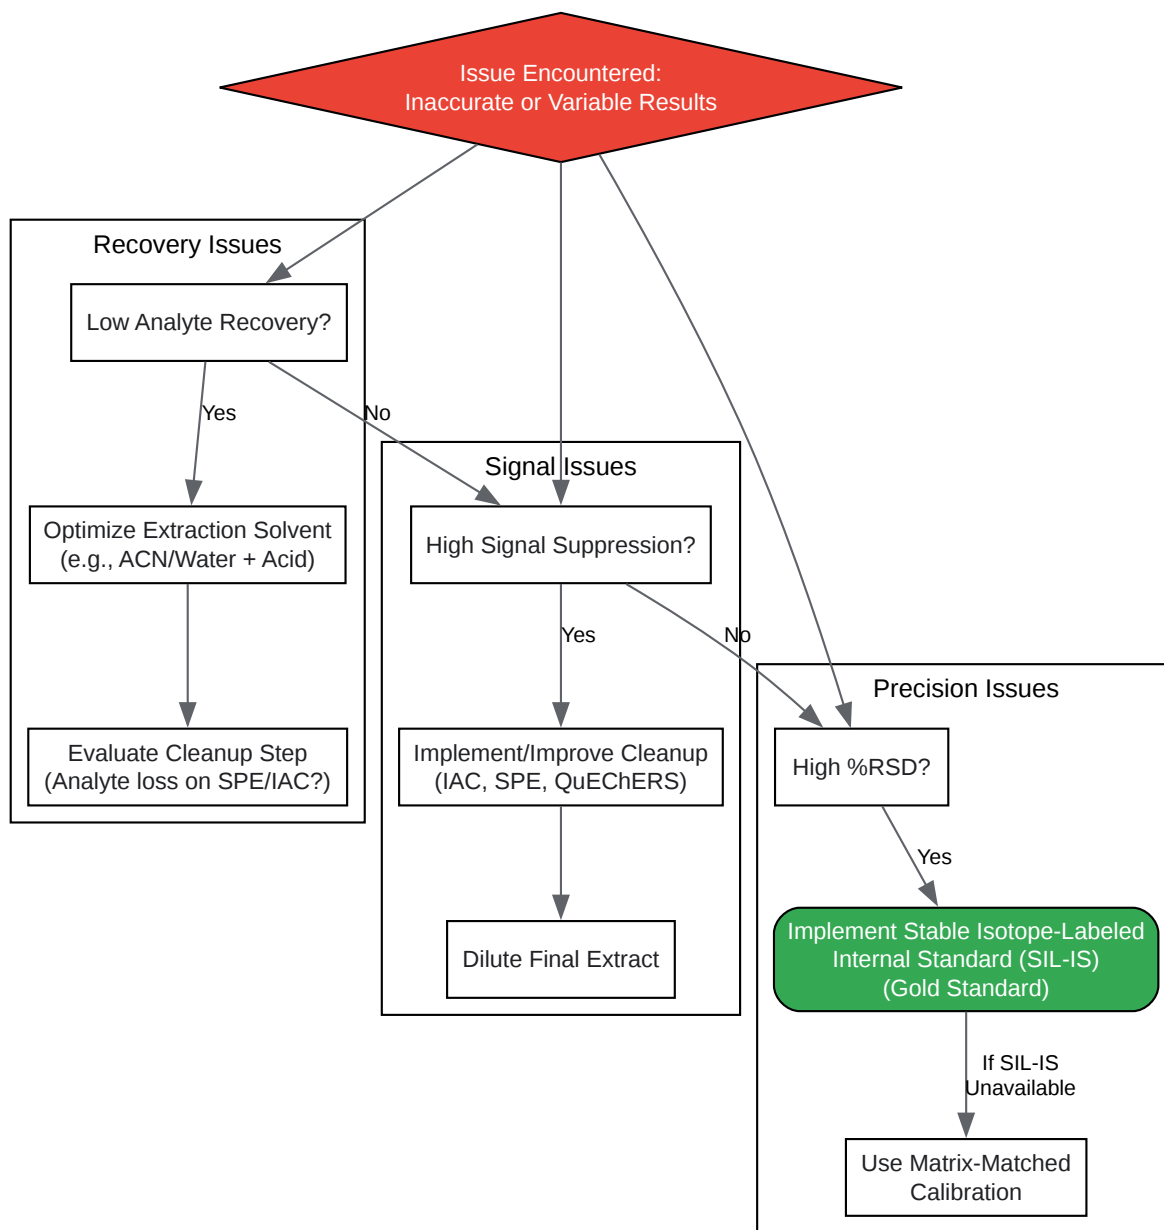 Issue Encountered:
Inaccurate or Variable Results
Recovery Issues
Low Analyte Recovery?
Yes
No
Optimize Extraction Solvent
(e.g., ACN/Water + Acid)
Evaluate Cleanup Step
(Analyte loss on SPE/IAC?)
Signal Issues
High Signal Suppression?
Yes
No
Implement/Improve Cleanup
(IAC, SPE, QuEChERS)
Dilute Final Extract
Precision Issues
High %RSD?
Yes
Implement Stable Isotope-Labeled
Internal Standard (SIL-IS)
(Gold Standard)
If SIL-IS
Unavailable
Use Matrix-Matched
Calibration